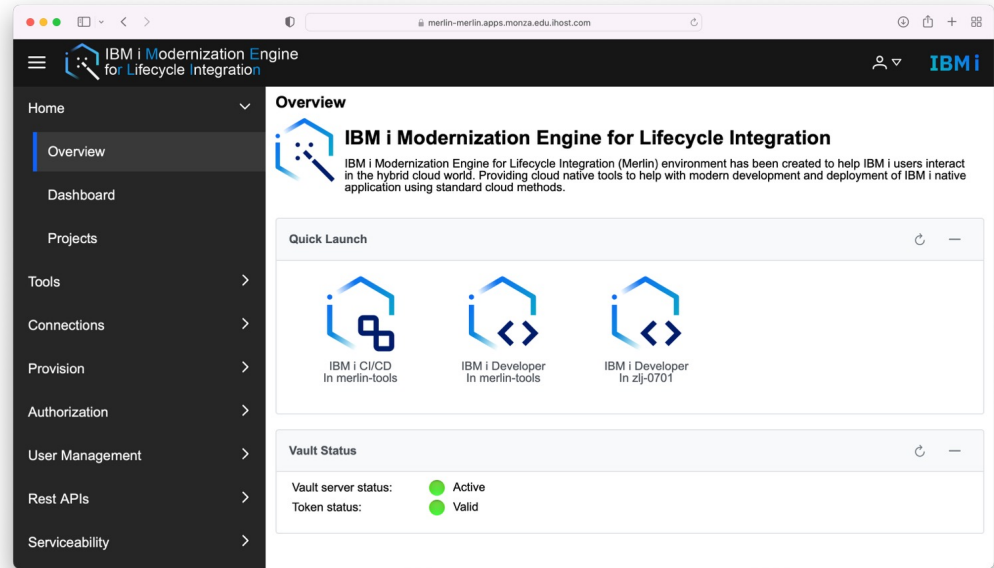 merlin-merlin.apps.monza.edu.ihost.com
IBM i Modernization Engine
for Lifecycle Integration
IBM i
Home
Overview
Dashboard
Projects
Tools
Connections
Provision
Authorization
User Management
Rest APIs
Serviceability
Overview
IBM i Modernization Engine for Lifecycle Integration
IBM i Modernization Engine for Lifecycle Integration (Merlin) environment has been created to help IBM i users interact
in the hybrid cloud world. Providing cloud native tools to help with modern development and deployment of IBM i native
application using standard cloud methods.
Quick Launch
IBM i CI/CD
In merlin-tools
IBM i Developer
In merlin-tools
IBM i Developer
In zlj-0701
Vault Status
Vault server status: Active
Token status: Valid